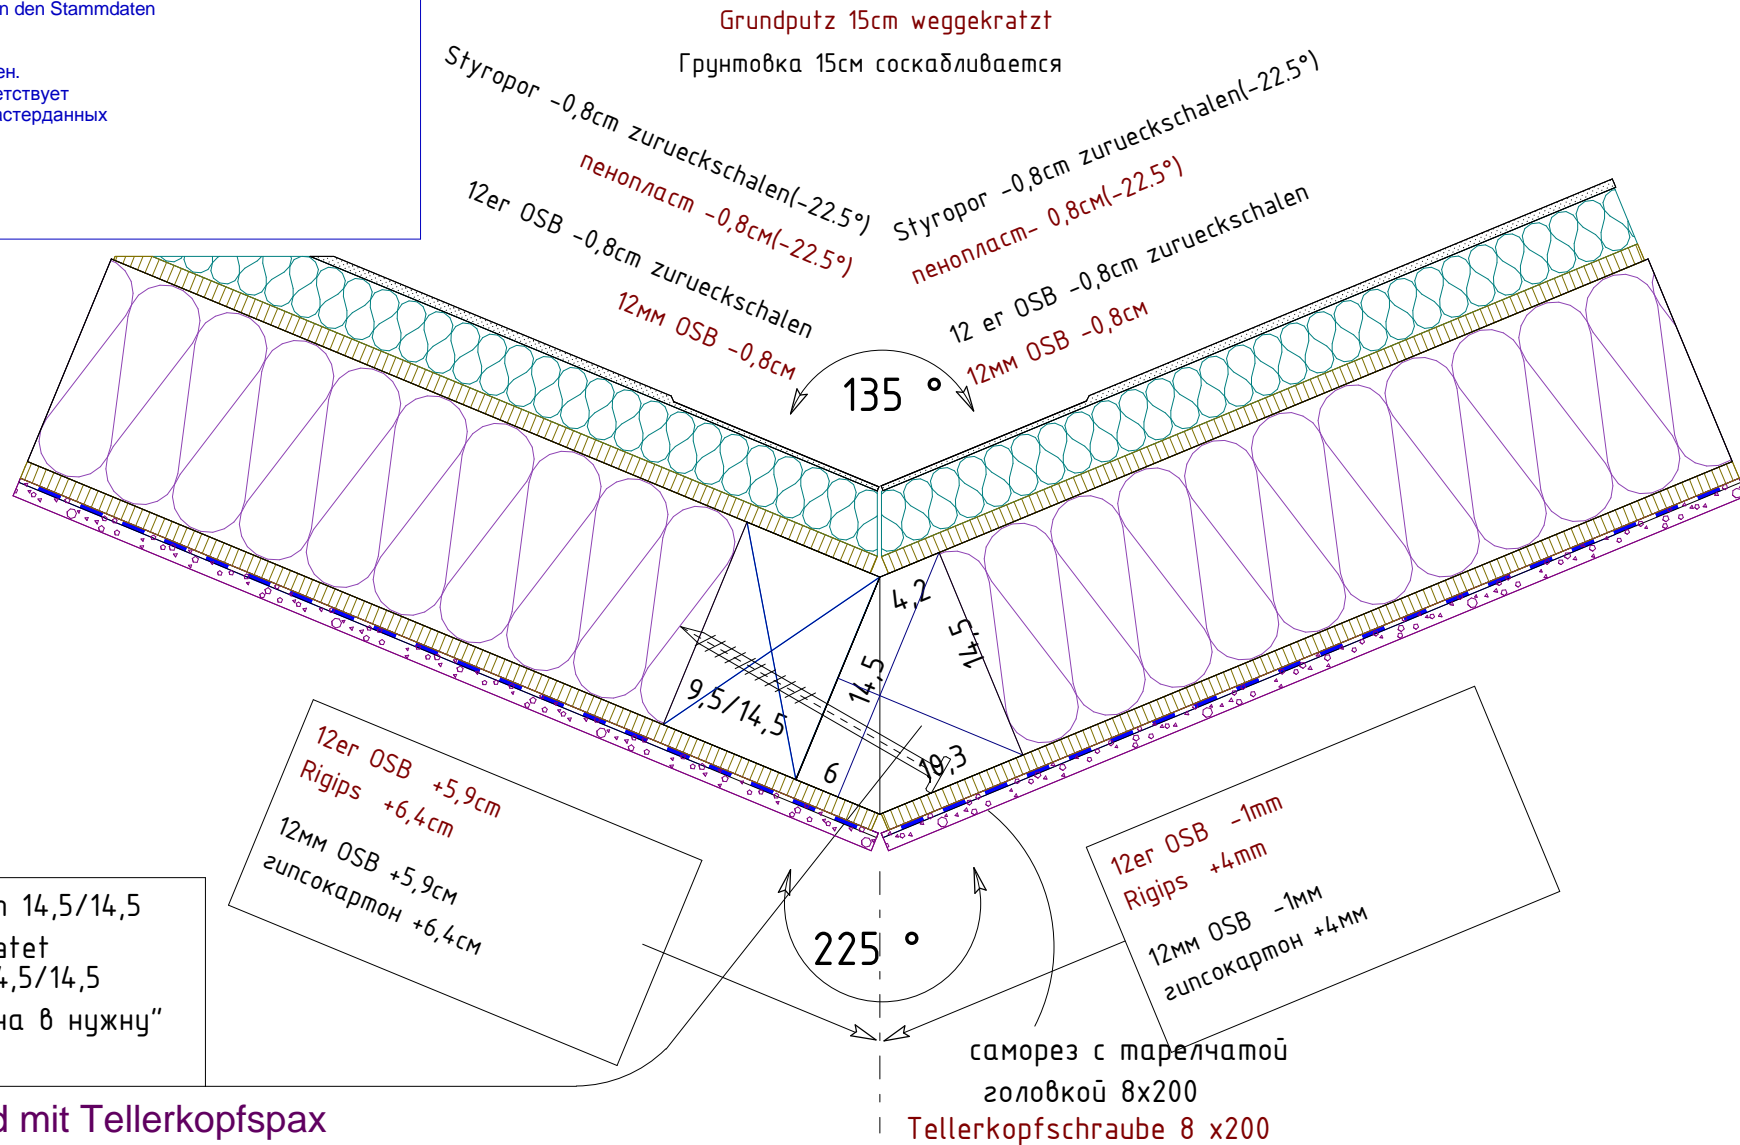 n den Stammdaten
ен.
етствует
астерданных
Grundputz 15cm weggekratzt
Грунтовка 15см соскабливается
Styropor -0,8cm zurueckschalen(-22.5°)
пенопласт -0,8см(-22.5°)
12er OSB -0,8cm zurueckschalen
12мм OSB -0,8см
Styropor -0,8cm zurueckschalen(-22.5°)
пенопласт- 0,8см(-22.5°)
12 er OSB -0,8cm zurueckschalen
12мм OSB -0,8см
135 °
4,2
14,5
14,5
9,5/14,5
6
10,3
12er OSB +5,9cm
Rigips +6,4cm
12мм OSB +5,9см
гипсокартон +6,4см
12er OSB -1mm
Rigips +4mm
12мм OSB -1мм
гипсокартон +4мм
225 °
n 14,5/14,5
atet
4,5/14,5
на в нужну"
саморез с тарелчатой
головкой 8x200
Tellerkopfschraube 8 x200
d mit Tellerkopfspax